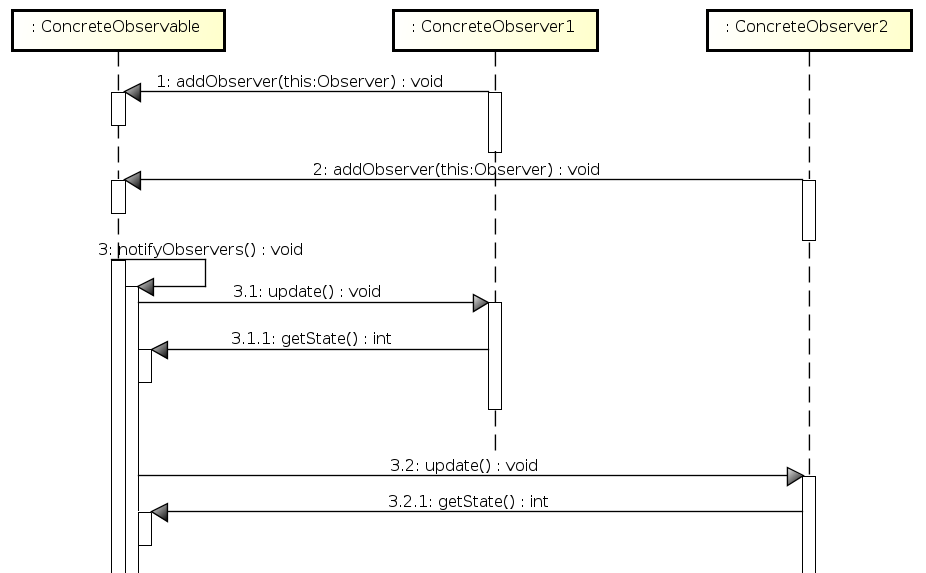 : ConcreteObservable
: ConcreteObserver1
: ConcreteObserver2
1: addObserver(this:Observer) : void
2: addObserver(this:Observer) : void
3: notifyObservers() : void
3.1: update() : void
3.1.1: getState() : int
3.2: update() : void
3.2.1: getState() : int